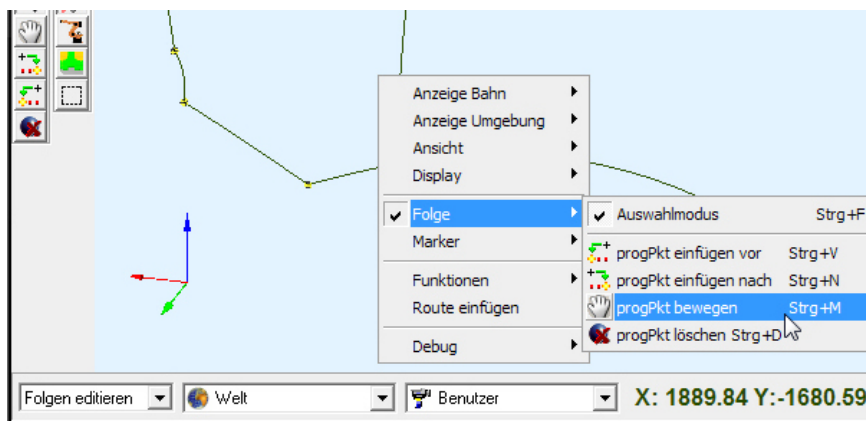 Anzeige Bahn
Anzeige Umgebung
Ansicht
Display
Folge
Marker
Funktionen
Route einfügen
Debug
Auswahlmodus Strg+F
progPkt einfügen vor Strg+V
progPkt einfügen nach Strg+N
progPkt bewegen Strg+M
progPkt löschen Strg+D
Folgen editieren Welt Benutzer X: 1889.84 Y:-1680.59